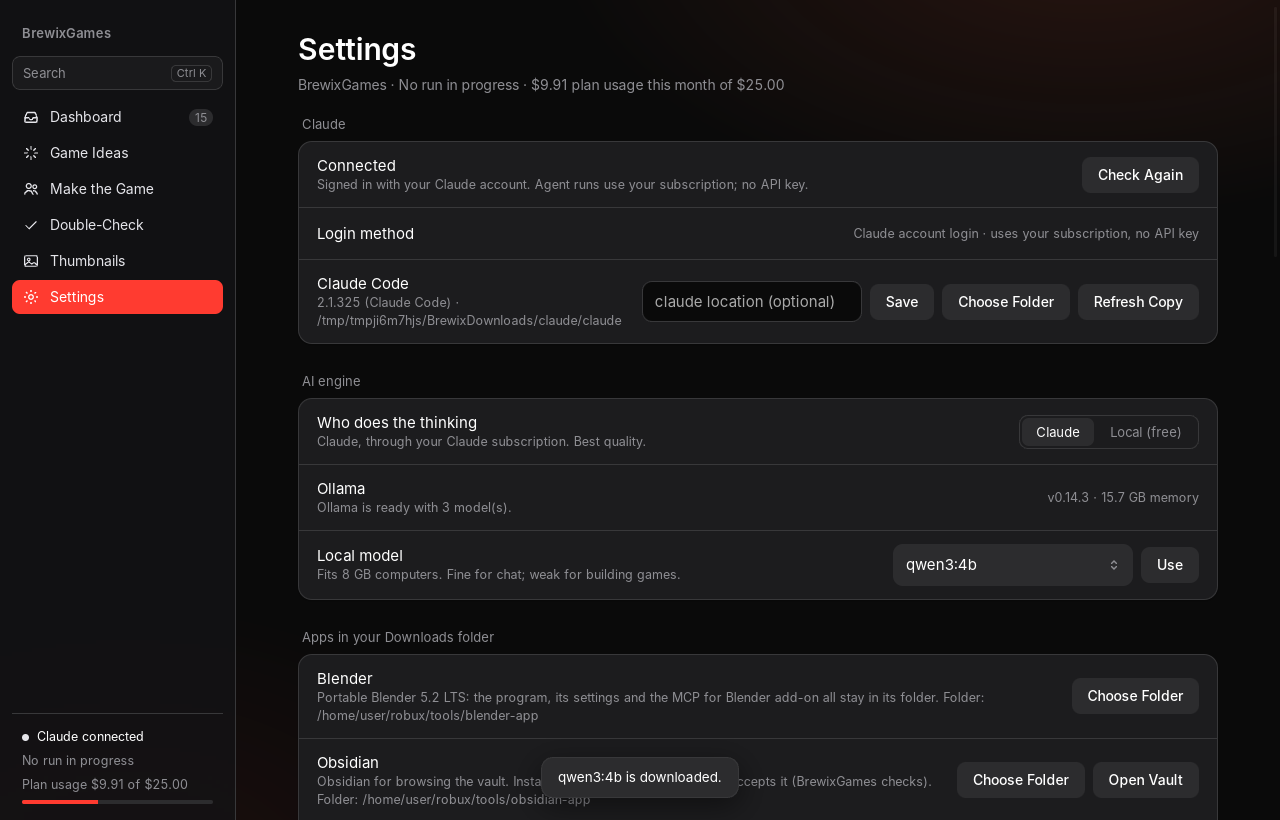 BrewixGames
Search
Ctrl K
Dashboard
15
Game Ideas
Make the Game
Double-Check
Thumbnails
Settings
Claude connected
No run in progress
Plan usage $9.91 of $25.00
Settings
BrewixGames · No run in progress · $9.91 plan usage this month of $25.00
Claude
Connected
Signed in with your Claude account. Agent runs use your subscription; no API key.
Check Again
Login method
Claude account login · uses your subscription, no API key
Claude Code
2.1.325 (Claude Code) ·
/tmp/tmpji6m7hjs/BrewixDownloads/claude/claude
claude location (optional)
Save
Choose Folder
Refresh Copy
AI engine
Who does the thinking
Claude, through your Claude subscription. Best quality.
Claude
Local (free)
Ollama
Ollama is ready with 3 model(s).
v0.14.3 · 15.7 GB memory
Local model
Fits 8 GB computers. Fine for chat; weak for building games.
qwen3:4b
Use
Apps in your Downloads folder
Blender
Portable Blender 5.2 LTS: the program, its settings and the MCP for Blender add-on all stay in its folder. Folder:
/home/user/robux/tools/blender-app
Choose Folder
Obsidian
Obsidian for browsing the vault. accepts it (BrewixGames checks).
Folder: /home/user/robux/tools/obsidian-app
Choose Folder
Open Vault
qwen3:4b is downloaded.